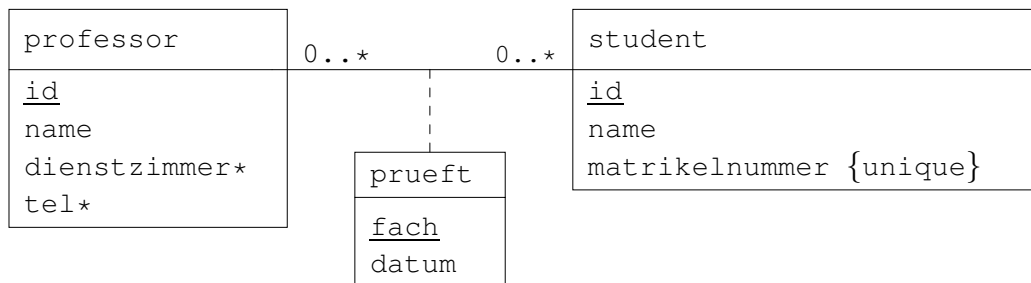 professor
id
name
dienstzimmer*
tel*
0..*
0..*
prueft
fach
datum
student
id
name
matrikelnummer {unique}